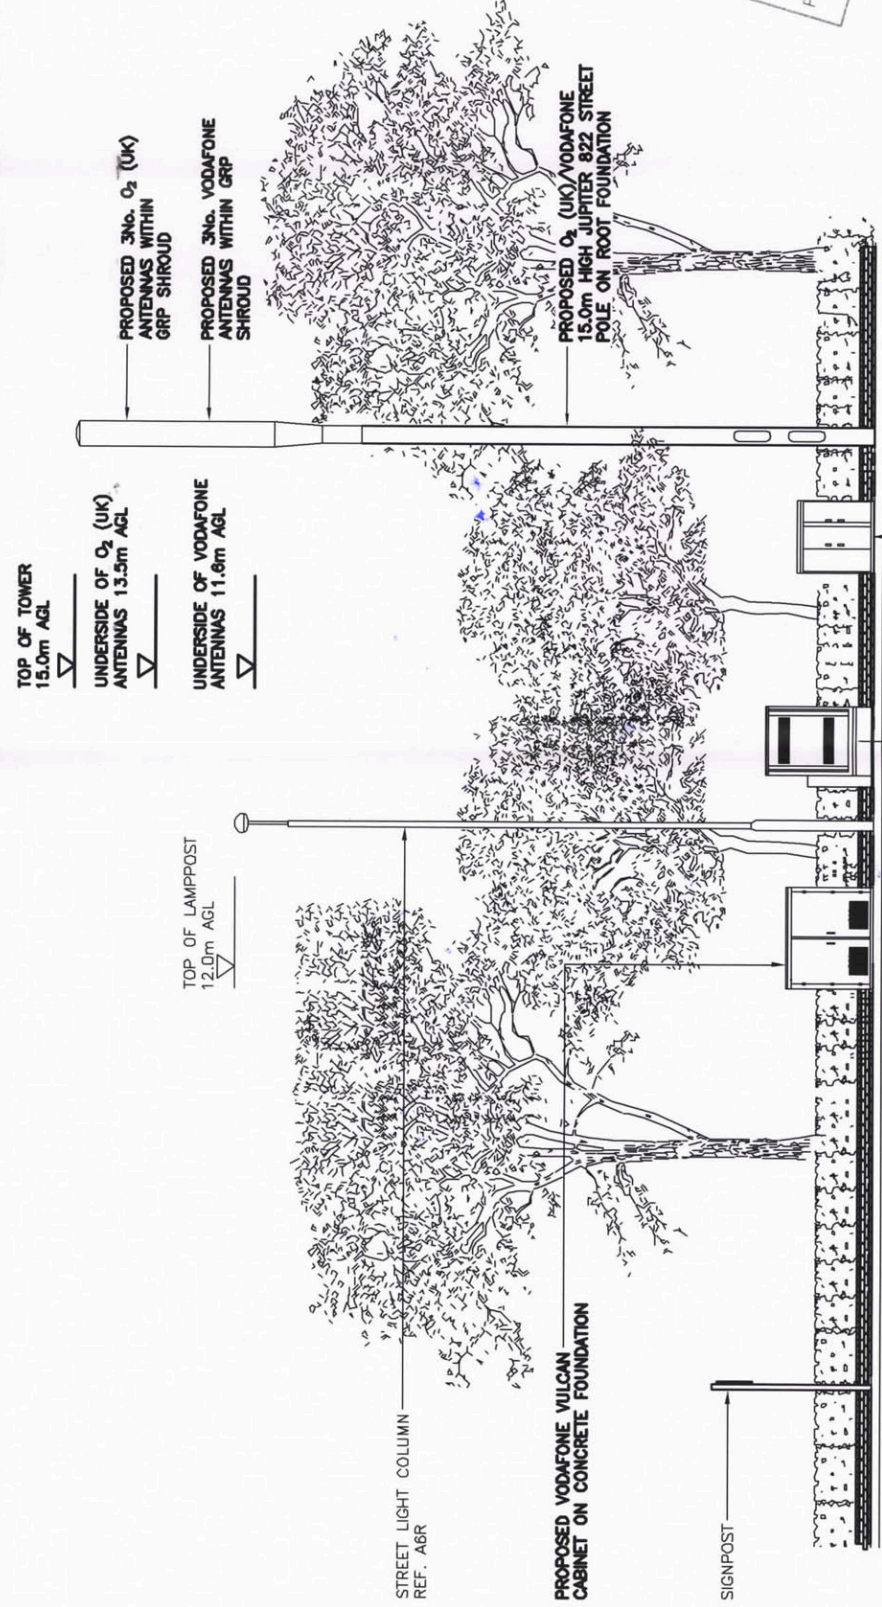 TOP OF TOWER
15.0m AGL
UNDERSIDE OF O2 (UK)
ANTENNAS 13.5m AGL
UNDERSIDE OF VODAFONE
ANTENNAS 11.6m AGL
PROPOSED 3No. O2 (UK)
ANTENNAS WITHIN
GRP SHROUD
PROPOSED 3No. VODAFONE
ANTENNAS WITHIN GRP
SHROUD
PROPOSED O2 (UK)/VODAFONE
15.0m HIGH JUPITER 822 STREET
POLE ON ROOT FOUNDATION
TOP OF LAMPPOST
12.0m AGL
STREET LIGHT COLUMN
REF. A6R
PROPOSED VODAFONE VULCAN
CABINET ON CONCRETE FOUNDATION
SIGNPOST